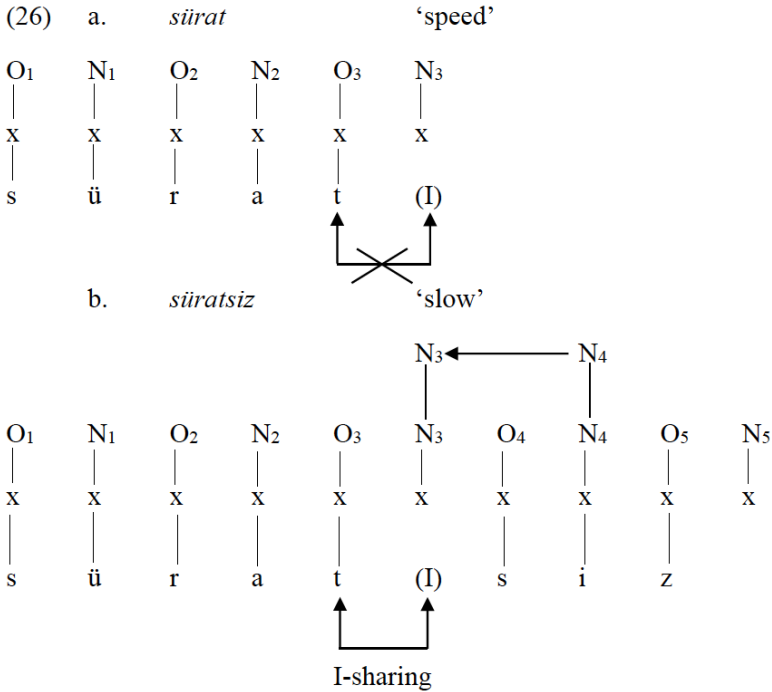 (26) a. sürat ‘speed’
O₁ N₁ O₂ N₂ O₃ N₃
x x x x x x
s ü r a t (I)
b. süratsiz ‘slow’
N₃ N₄
O₁ N₁ O₂ N₂ O₃ N₃ O₄ N₄ O₅ N₅
x x x x x x x x x x
s ü r a t (I) s i z
I-sharing